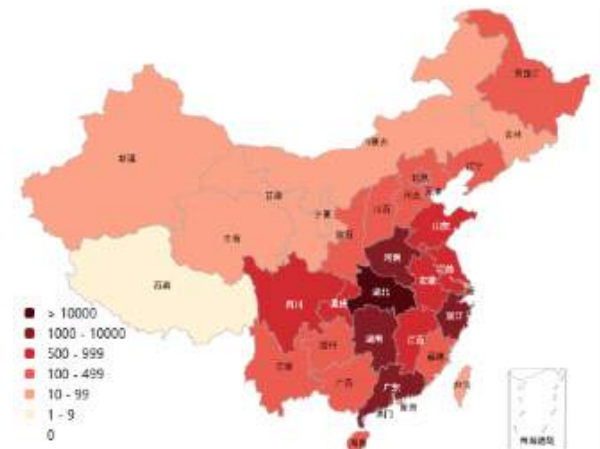 黑龙江
吉林
内蒙古
新疆
辽宁
甘肃
北京
天津
河北
山西
宁夏
山东
青海
陕西
河南
江苏
西藏
安徽
四川
湖北
重庆
浙江
湖南
江西
贵州
福建
云南
台湾
广西
广东
香港
澳门
海南
南海诸岛
> 10000
1000 - 10000
500 - 999
100 - 499
10 - 99
1 - 9
0